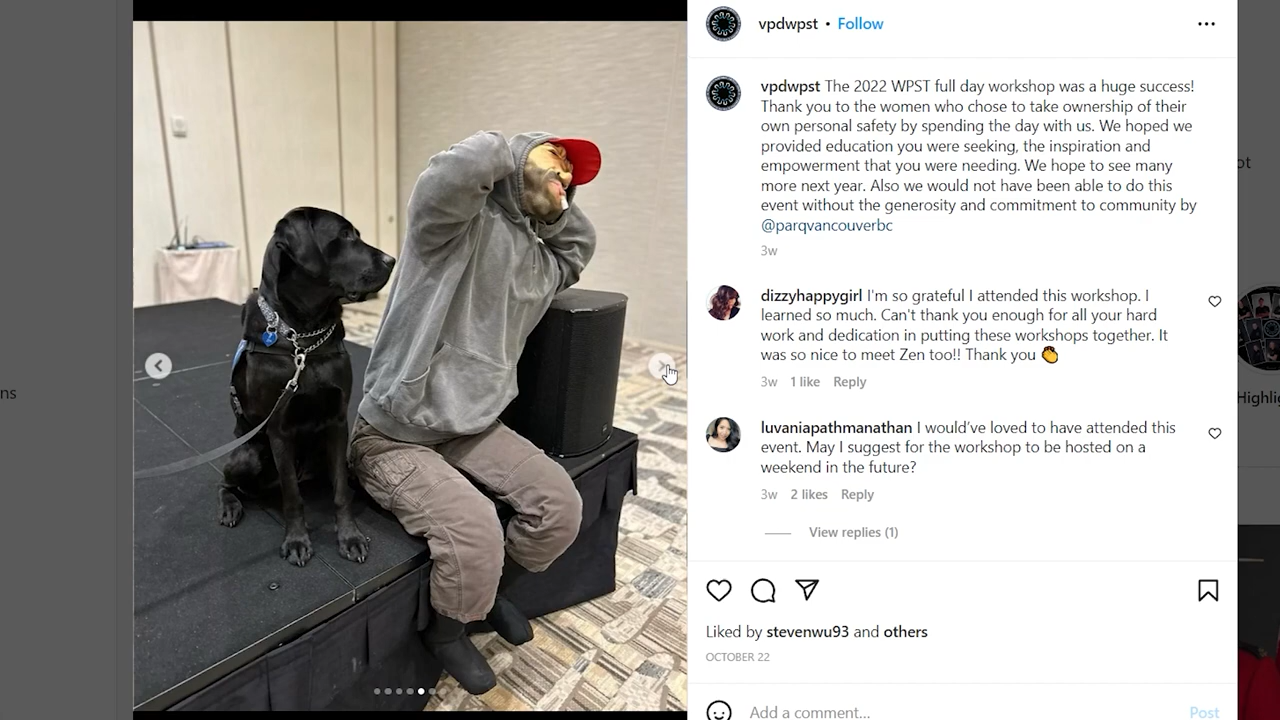 vpdwpst • Follow
vpdwpst The 2022 WPST full day workshop was a huge success!
Thank you to the women who chose to take ownership of their
own personal safety by spending the day with us. We hoped we
provided education you were seeking, the inspiration and
empowerment that you were needing. We hope to see many
more next year. Also we would not have been able to do this
event without the generosity and commitment to community by
@parqvancouverbc
3w
dizzyhappygirl I'm so grateful I attended this workshop. I
learned so much. Can't thank you enough for all your hard
work and dedication in putting these workshops together. It
was so nice to meet Zen too!! Thank you 👏
3w 1 like Reply
luvaniapathmanathan I would've loved to have attended this
event. May I suggest for the workshop to be hosted on a
weekend in the future?
3w 2 likes Reply
View replies (1)
Liked by stevenwu93 and others
OCTOBER 22
Add a comment...
Post
ns
ot
Highli